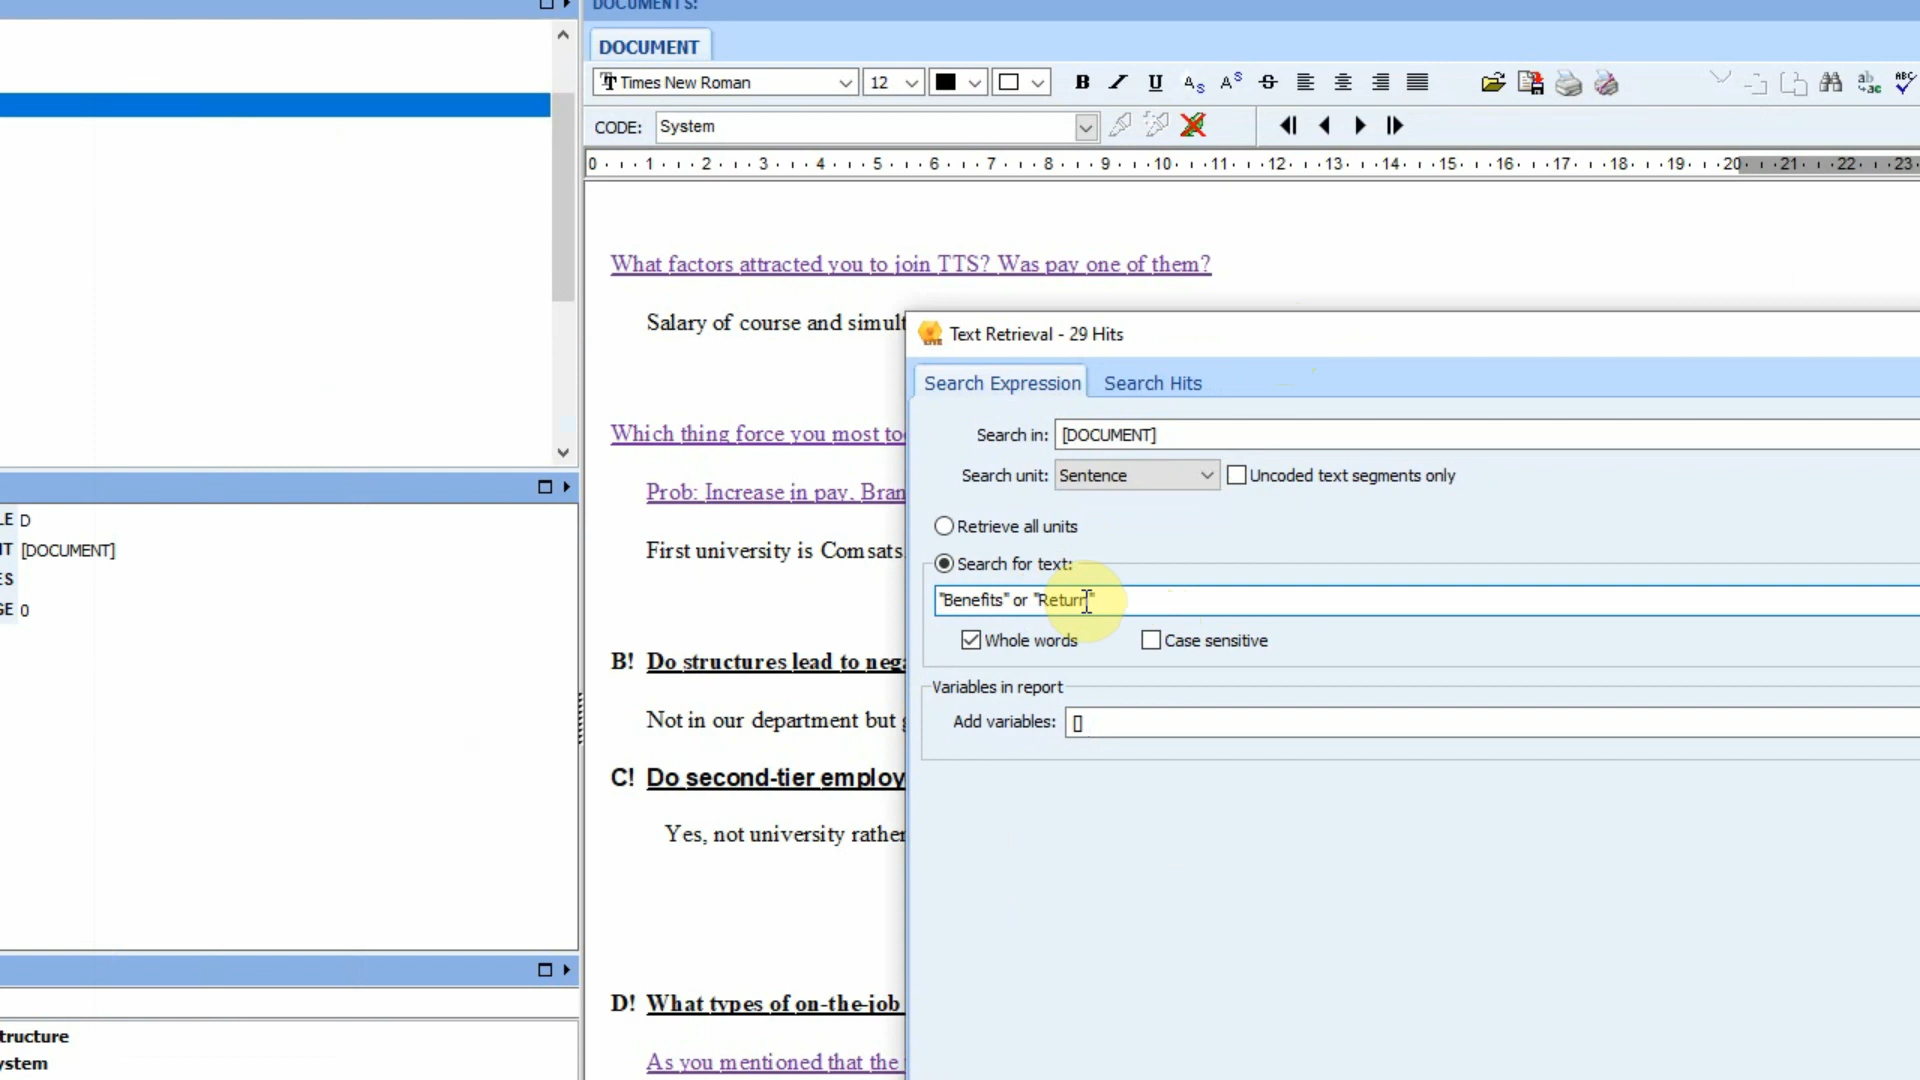 DOCUMENTS:
DOCUMENT
Times New Roman 12 B I U
CODE: System
0 1 2 3 4 5 6 7 8 9 10 11 12 13 14 15 16 17 18 19 20 21 22 23
What factors attracted you to join TTS? Was pay one of them?
Salary of course and simult
Which thing force you most to
Prob: Increase in pay. Bran
First university is Comsats
B! Do structures lead to nega
Not in our department but
C! Do second-tier employ
Yes, not university rather
D! What types of on-the-job
As you mentioned that the
Text Retrieval - 29 Hits
Search Expression Search Hits
Search in: [DOCUMENT]
Search unit: Sentence Uncoded text segments only
Retrieve all units
Search for text:
"Benefits" or "Return"
Whole words Case sensitive
Variables in report
Add variables: []
LE D
NT [DOCUMENT]
ES
GE 0
tructure
ystem